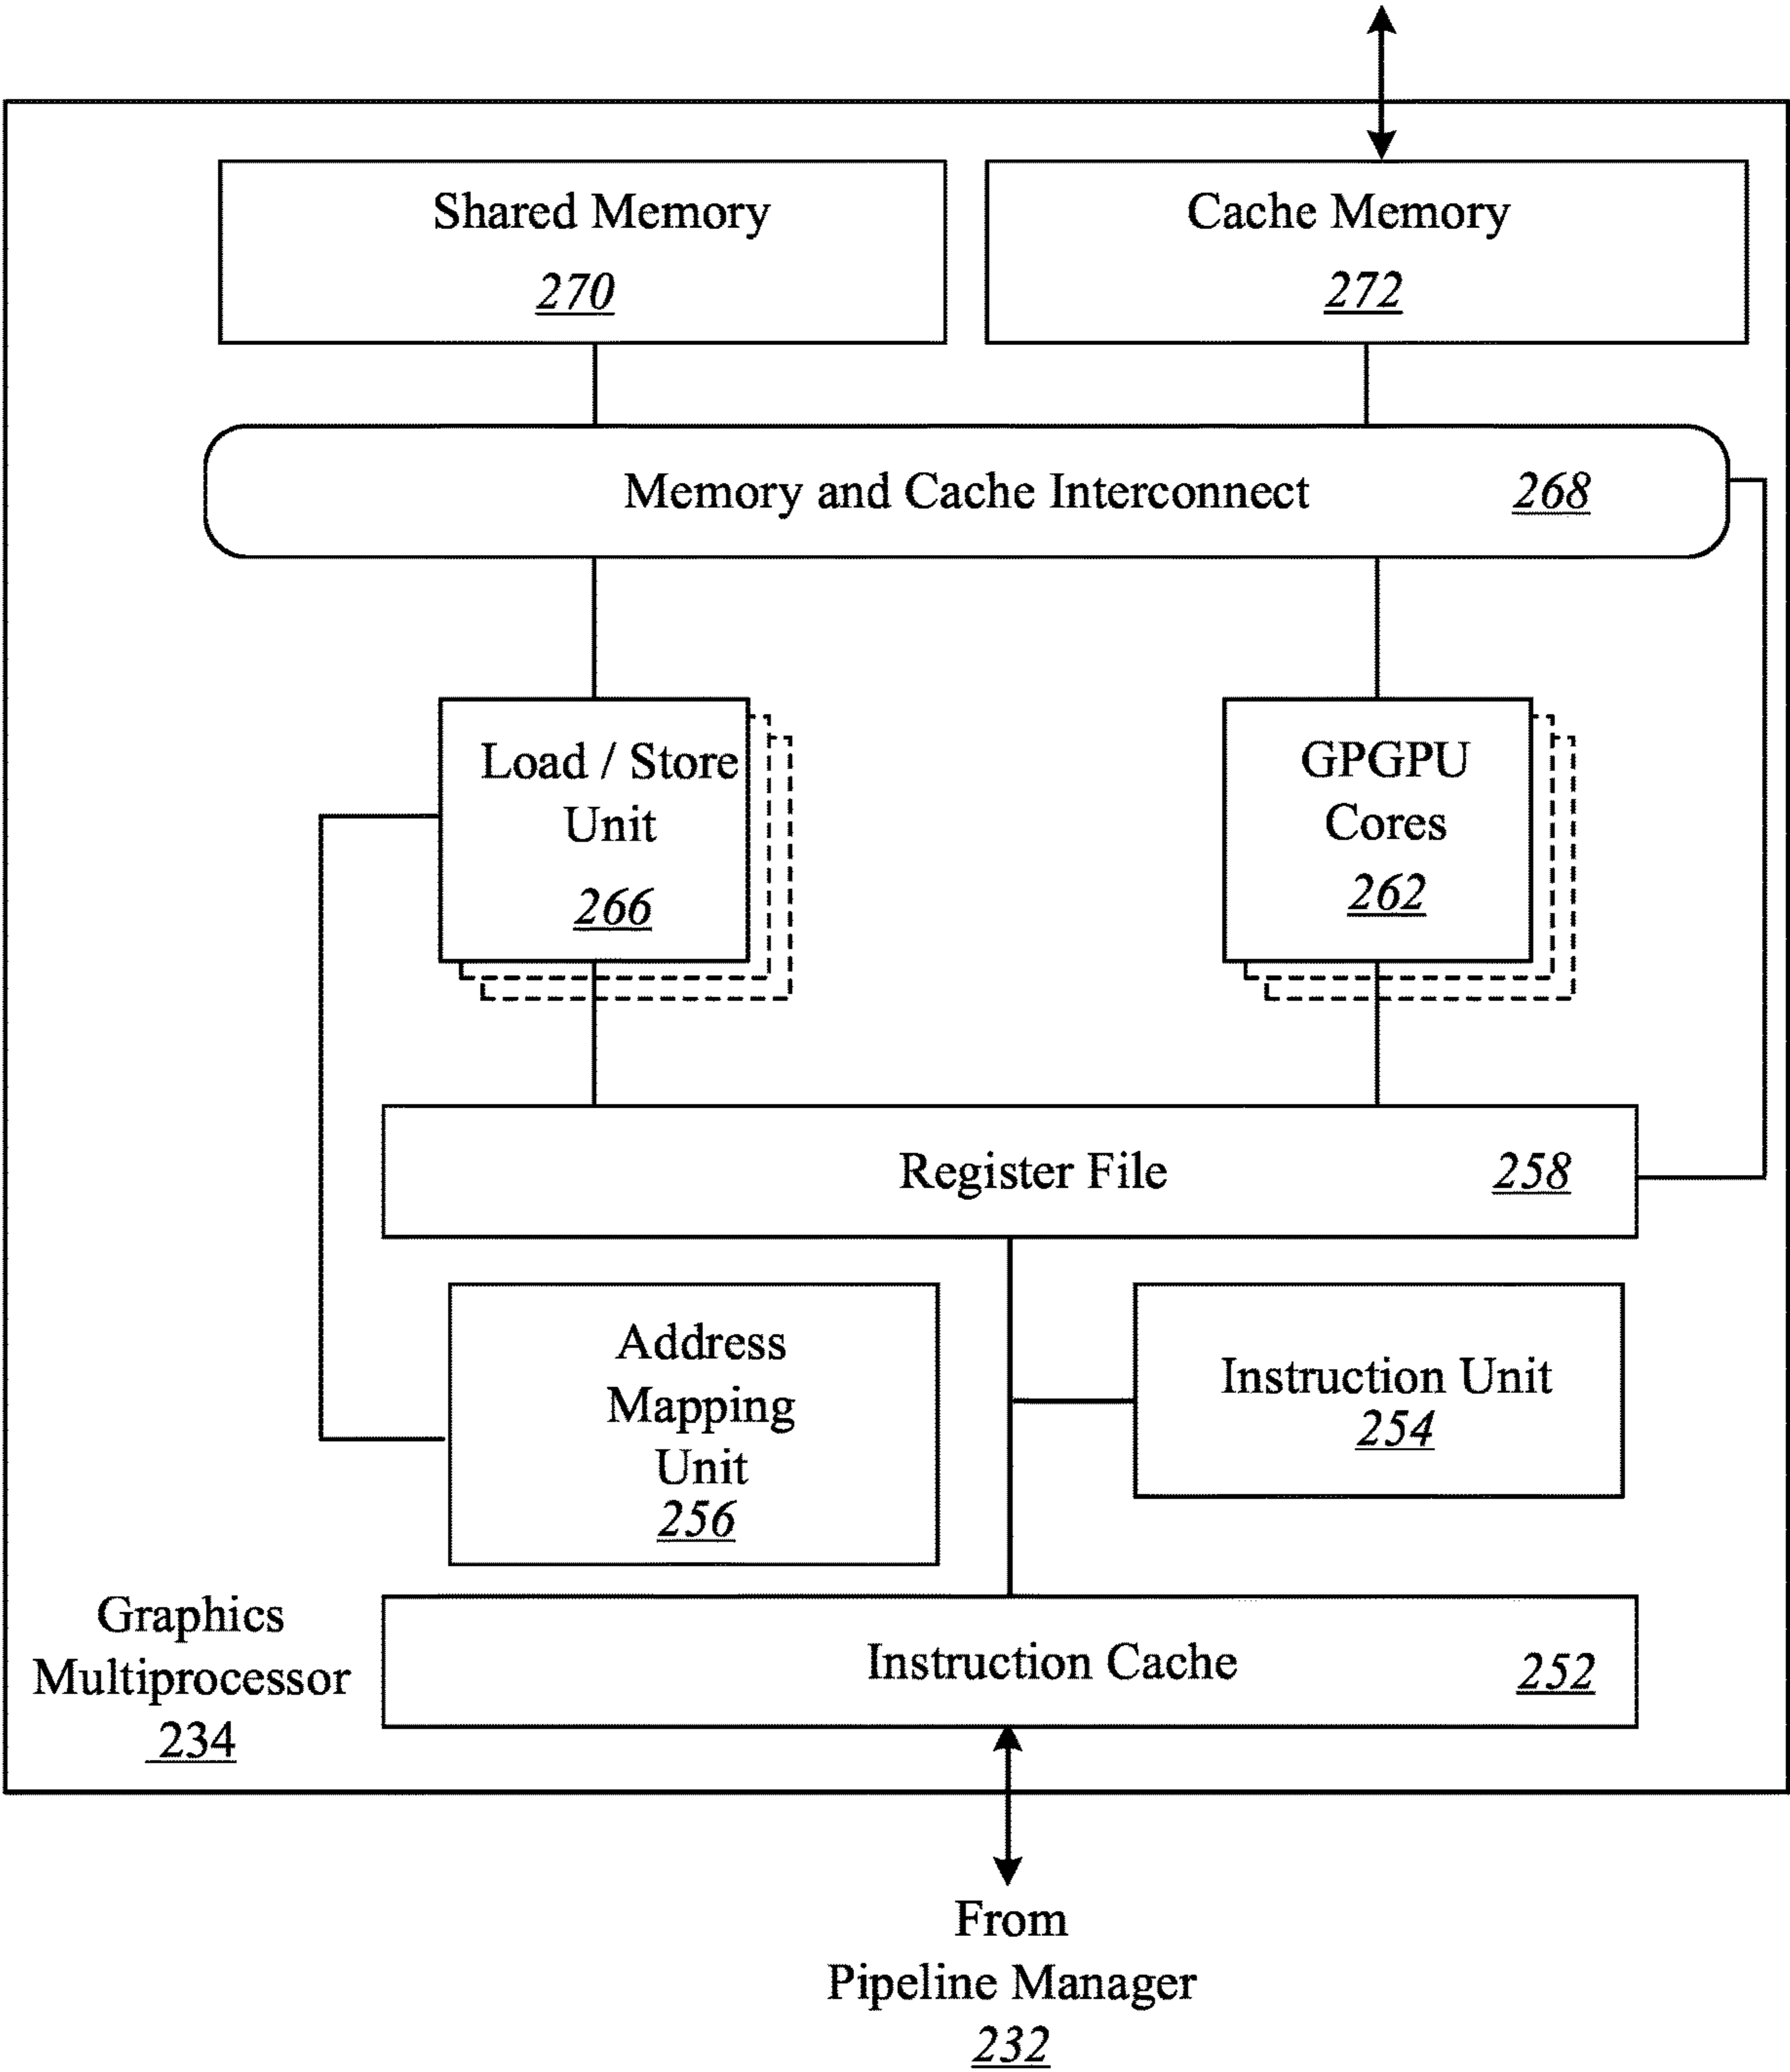 Shared Memory
270
Cache Memory
272
Memory and Cache Interconnect 268
Load / Store
Unit
266
GPGPU
Cores
262
Register File 258
Address
Mapping
Unit
256
Instruction Unit
254
Graphics
Multiprocessor
234
Instruction Cache 252
From
Pipeline Manager
232